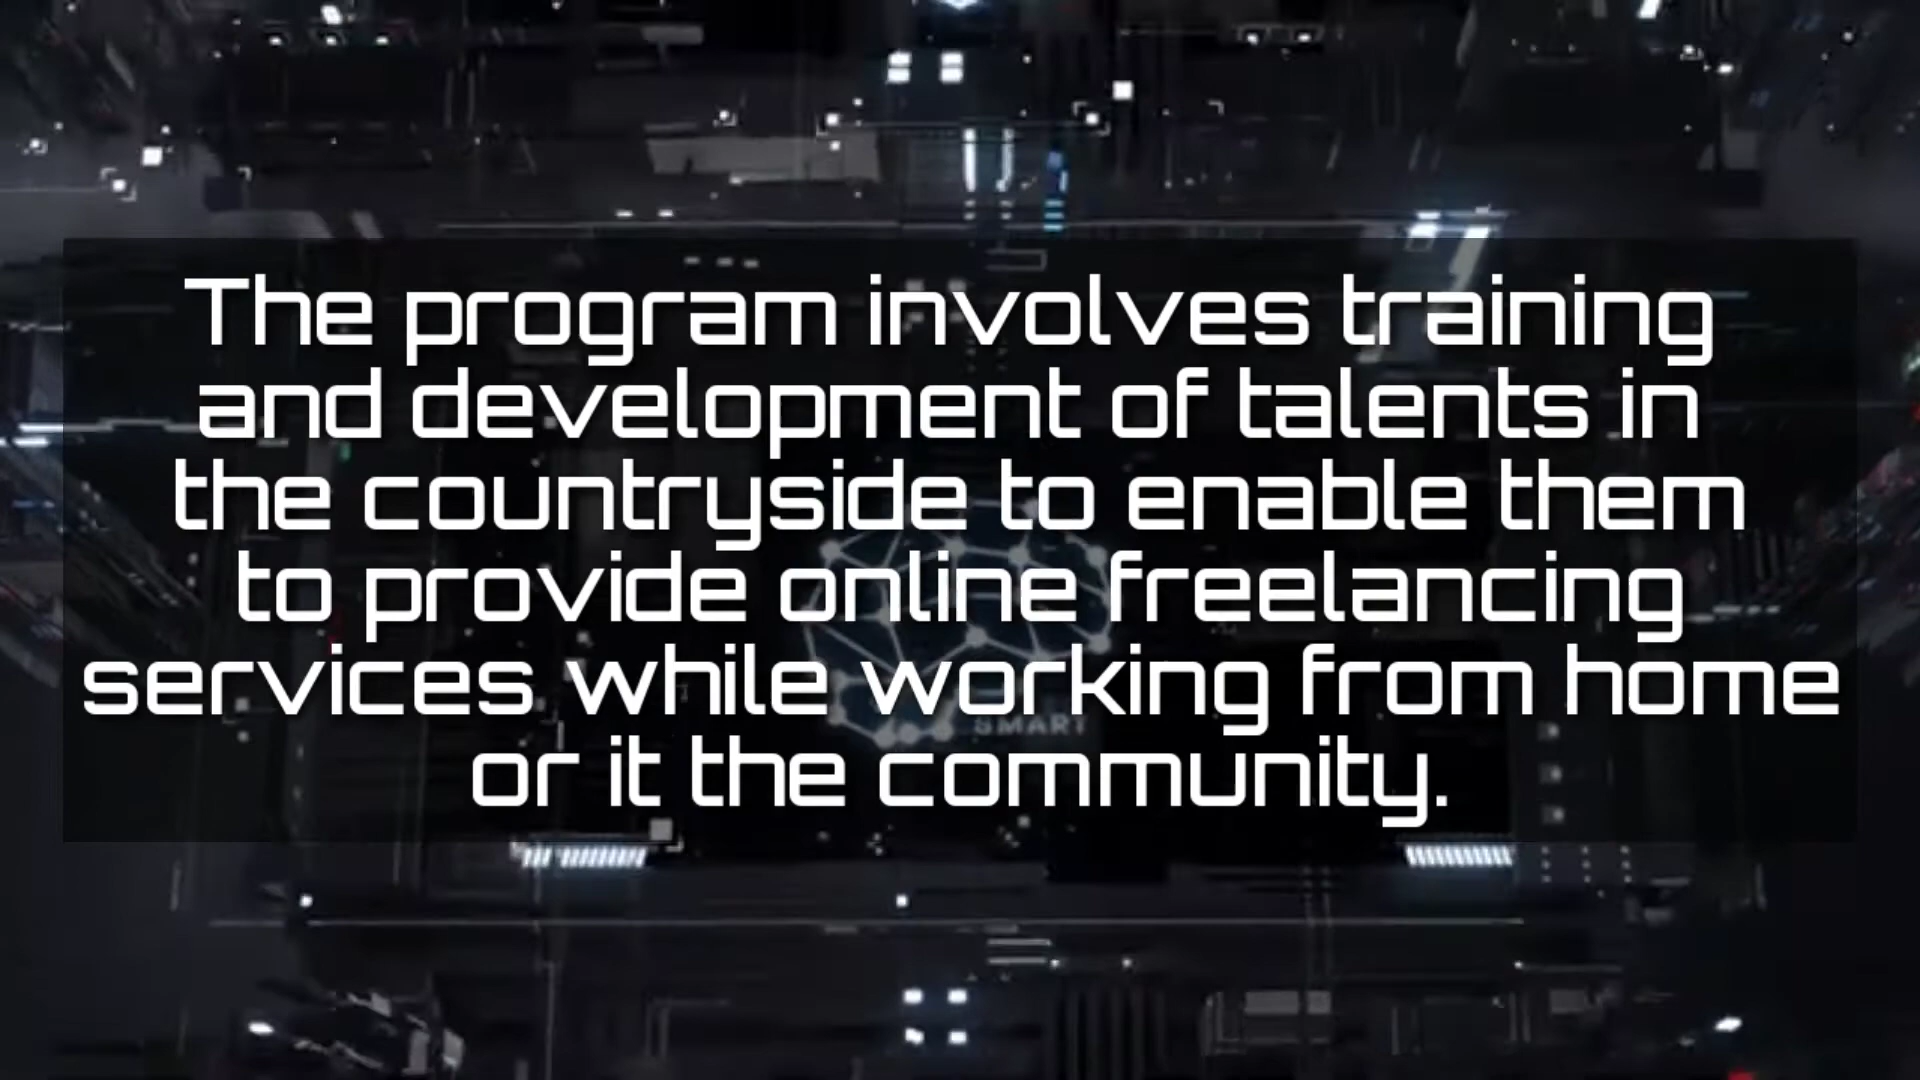 The program involves training
and development of talents in
the countryside to enable them
to provide online freelancing
services while working from home
or it the community.
SMART